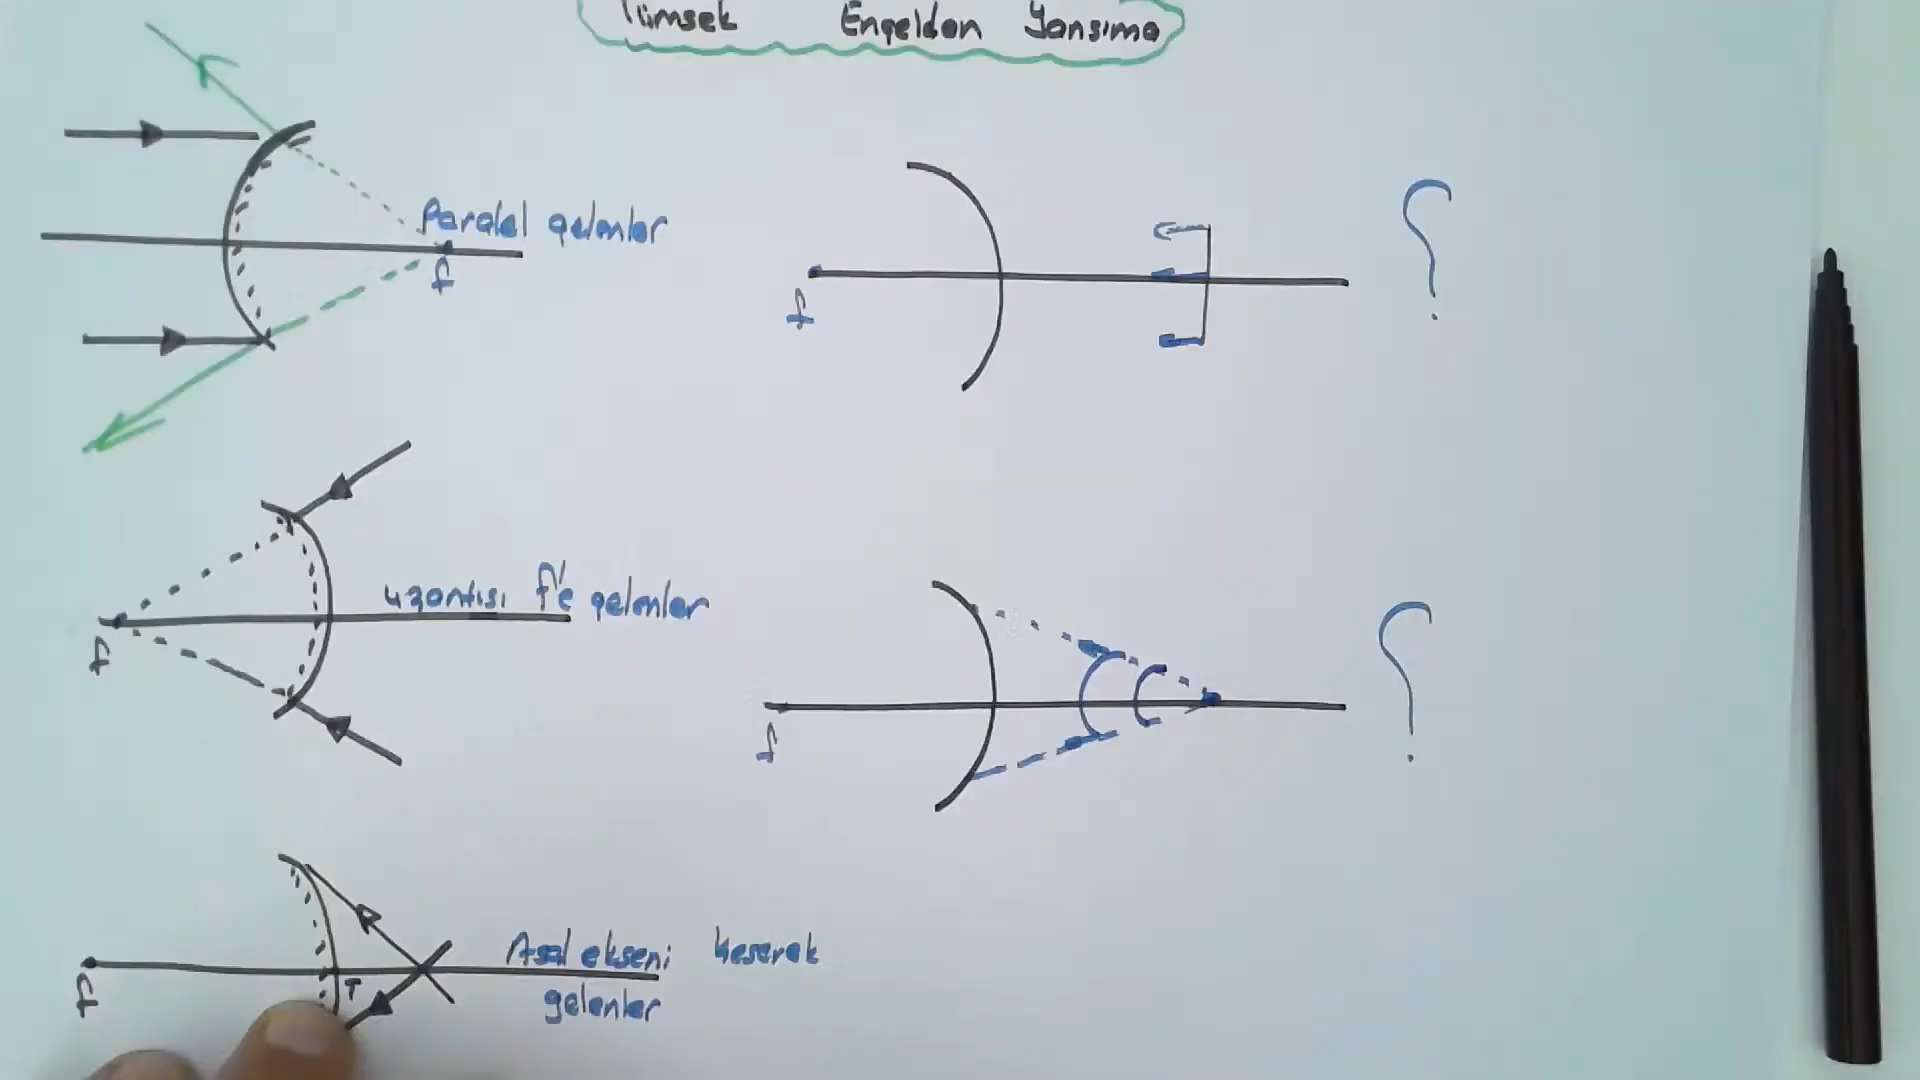 Tümsek Engelden Yansıma
Paralel gelenler
f
f
?
uzantısı f'e gelenler
f
f
?
Asal ekseni keserek
gelenler
f
T